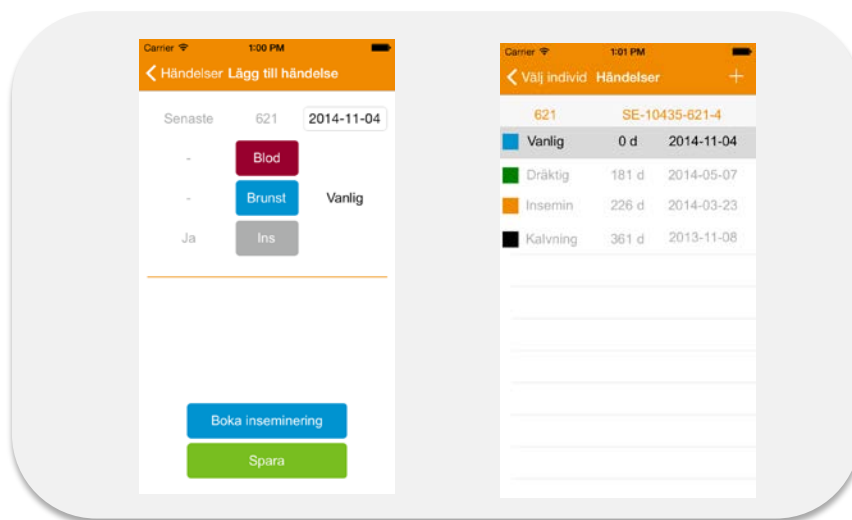 Carrier 1:00 PM
Händelser Lägg till händelse
Senaste 621 2014-11-04
- Blod
- Brunst Vanlig
Ja Ins
Boka inseminering
Spara
Carrier 1:01 PM
Välj individ Händelser +
621 SE-10435-621-4
Vanlig 0 d 2014-11-04
Dräktig 181 d 2014-05-07
Insemin 226 d 2014-03-23
Kalvning 361 d 2013-11-08